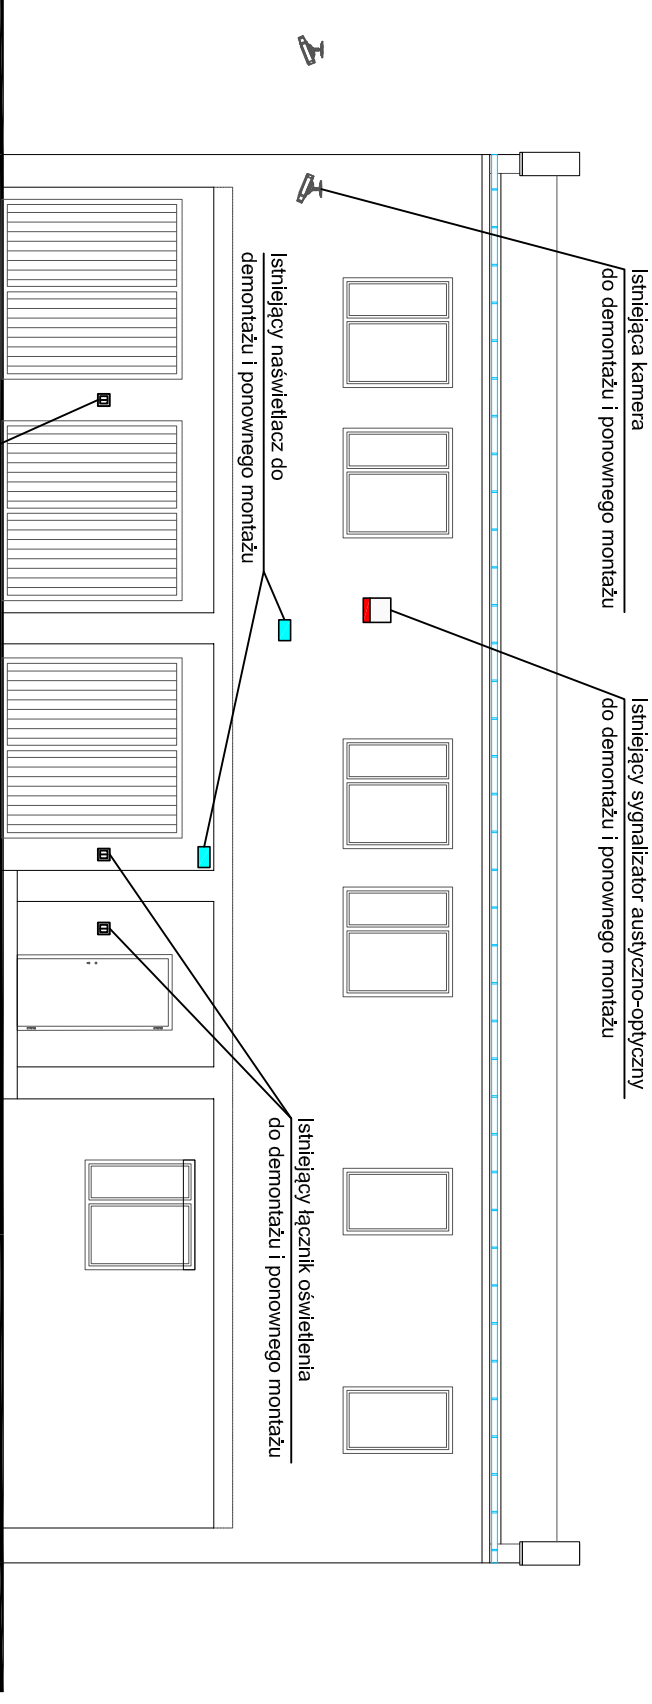 Istniejąca kamera
do demontażu i ponownego montażu
Istniejący sygnalizator austyczno-optyczny
do demontażu i ponownego montażu
Istniejący naświetlacz do
demontażu i ponownego montażu
Istniejący łącznik oświetlenia
do demontażu i ponownego montażu